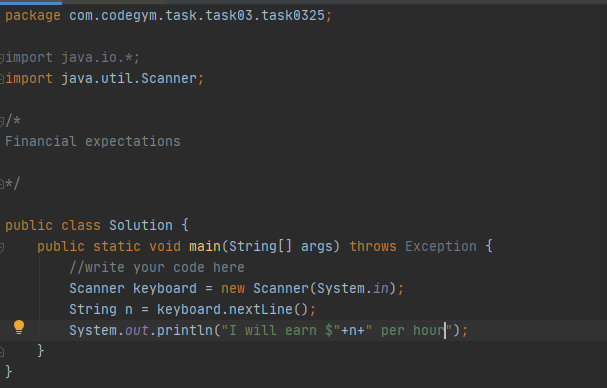 package com.codegym.task.task03.task0325;
import java.io.*;
import java.util.Scanner;
/*
Financial expectations
*/
public class Solution {
public static void main(String[] args) throws Exception {
//write your code here
Scanner keyboard = new Scanner(System.in);
String n = keyboard.nextLine();
System.out.println("I will earn $"+n+" per hour");
}
}